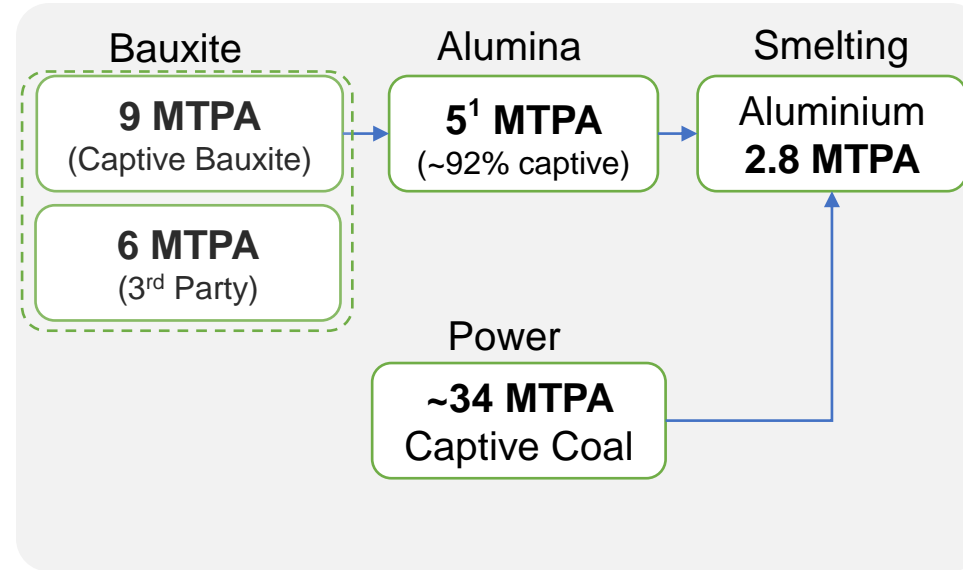 Bauxite
9 MTPA
(Captive Bauxite)
6 MTPA
(3rd Party)
Alumina
5¹ MTPA
(~92% captive)
Smelting
Aluminium
2.8 MTPA
Power
~34 MTPA
Captive Coal